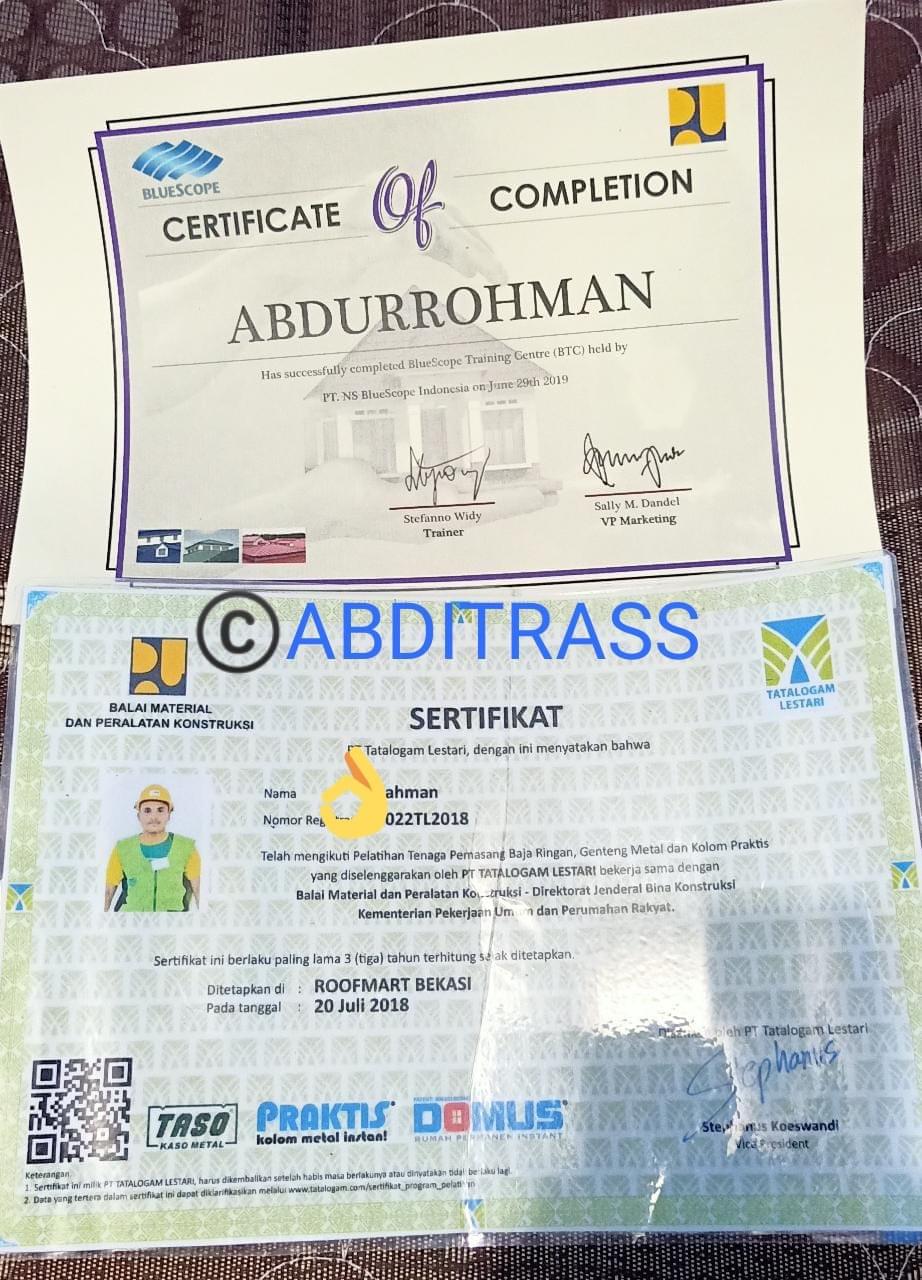 BLUESCOPE
CERTIFICATE Of COMPLETION
ABDURROHMAN
Has successfully completed BlueScope Training Centre (BTC) held by
PT. NS BlueScope Indonesia on June 29th 2019
Stefanno Widy
Trainer
Sally M. Dandel
VP Marketing
©ABDITRASS
BALAI MATERIAL
DAN PERALATAN KONSTRUKSI
TATALOGAM
LESTARI
SERTIFIKAT
PT Tatalogam Lestari, dengan ini menyatakan bahwa
Nama ahman
Nomor 022TL2018
Telah mengikuti Pelatihan Tenaga Pemasang Baja Ringan, Genteng Metal dan Kolom Praktis
yang diselenggarakan oleh PT TATALOGAM LESTARI bekerja sama dengan
Balai Material dan Peralatan Konstruksi - Direktorat Jenderal Bina Konstruksi
Kementerian Pekerjaan Umum dan Perumahan Rakyat.
Sertifikat ini berlaku paling lama 3 (tiga) tahun terhitung sejak ditetapkan.
Ditetapkan di : ROOFMART BEKASI
Pada tanggal : 20 Juli 2018
oleh PT Tatalogam Lestari
Stephanus
Stephanus Koeswandi
Vice President
TASO
KASO METAL
PRAKTIS
kolom metal instan!
DOMUS
RUMAH PERMANEN INSTANT
Keterangan:
1. Sertifikat ini milik PT TATALOGAM LESTARI, harus dikembalikan setelah habis masa berlakunya atau dinyatakan tidak berlaku lagi.
2. Data yang tertera dalam sertifikat ini dapat diklarifikasikan melalui www.tatalogam.com/sertifikat_program_pelatihan